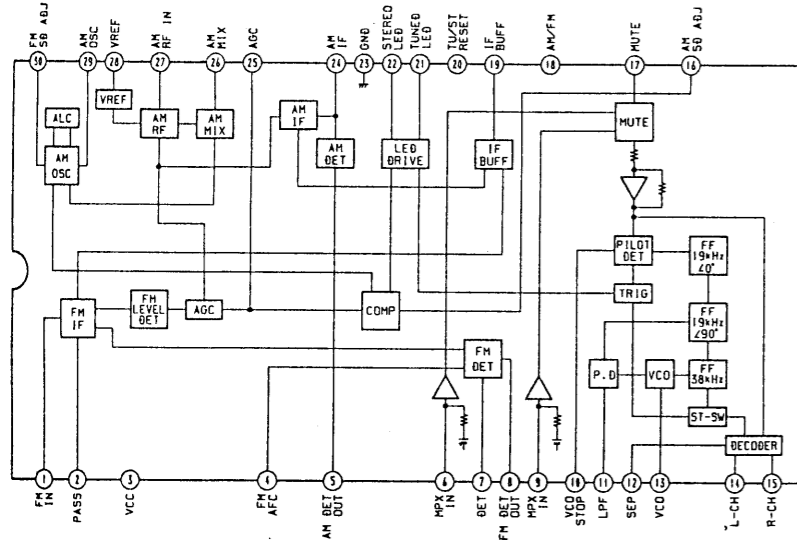 FM SD ADJ
AM OSC
VREF
AM RF IN
AM MIX
AGC
AM IF
GND
STEREO LED
TUNED LED
TU/ST RESET
IF BUFF
AM/FM
MUTE
AM SD ADJ
30
29
28
27
26
25
24
23
22
21
20
19
18
17
16
VREF
ALC
AM RF
AM MIX
AM IF
MUTE
AM OSC
AM DET
LED DRIVE
IF BUFF
PILOT DET
FF 19kHz ∠0°
TRIG
FM IF
FM LEVEL DET
AGC
COMP
FF 19kHz ∠90°
FM DET
P.D
VCO
FF 38kHz
ST-SW
DECODER
1
2
3
4
5
6
7
8
9
10
11
12
13
14
15
FM IN
PASS
VCC
FM AFC
AM DET OUT
MPX IN
DET
FM DET OUT
MPX IN
VCO STOP
LPF
SEP
VCO
L-CH
R-CH